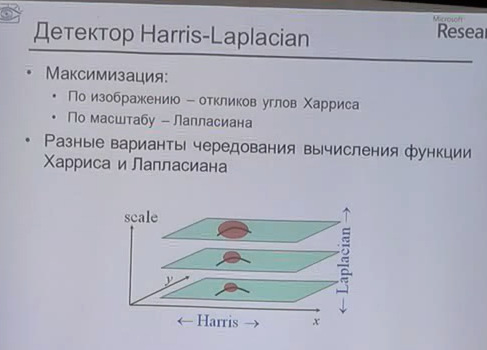 Microsoft
Resea
Детектор Harris-Laplacian
• Максимизация:
• По изображению – откликов углов Харриса
• По масштабу – Лапласиана
• Разные варианты чередования вычисления функции
Харриса и Лапласиана
scale
y
x
← Harris →
← Laplacian →